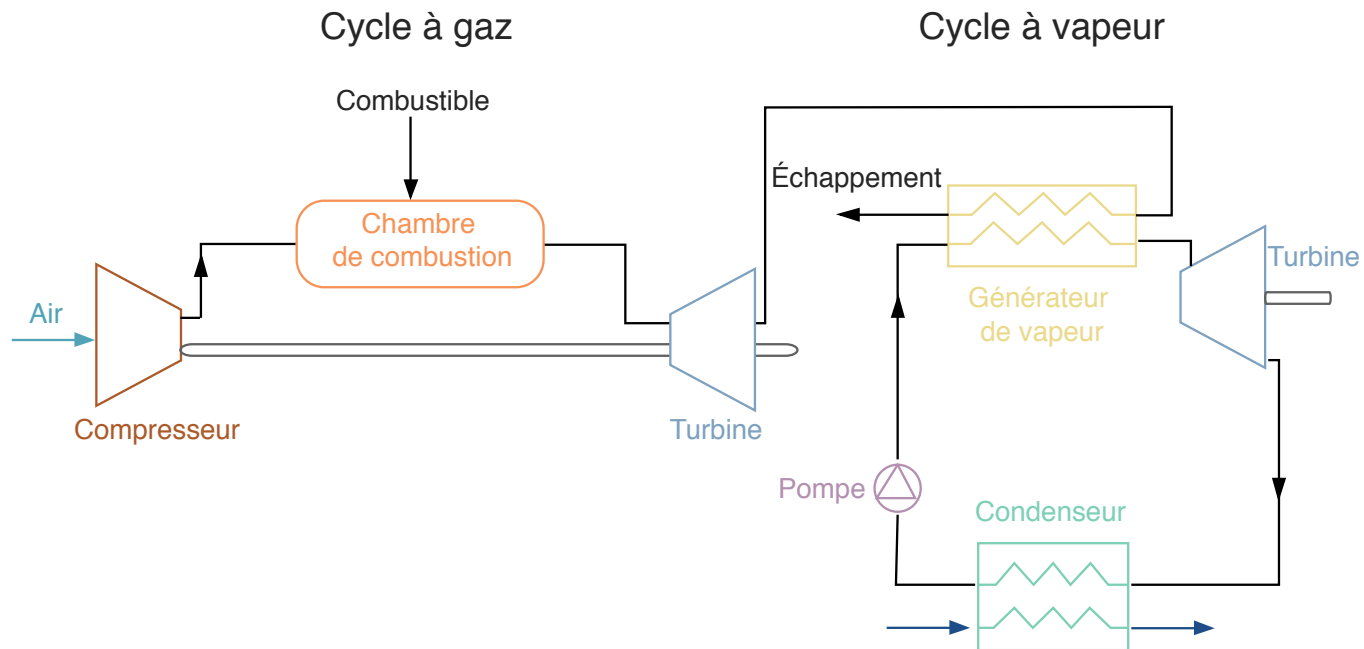 Cycle à gaz
Cycle à vapeur
Combustible
Échappement
Chambre
de combustion
Turbine
Air
Générateur
de vapeur
Compresseur
Turbine
Pompe
Condenseur